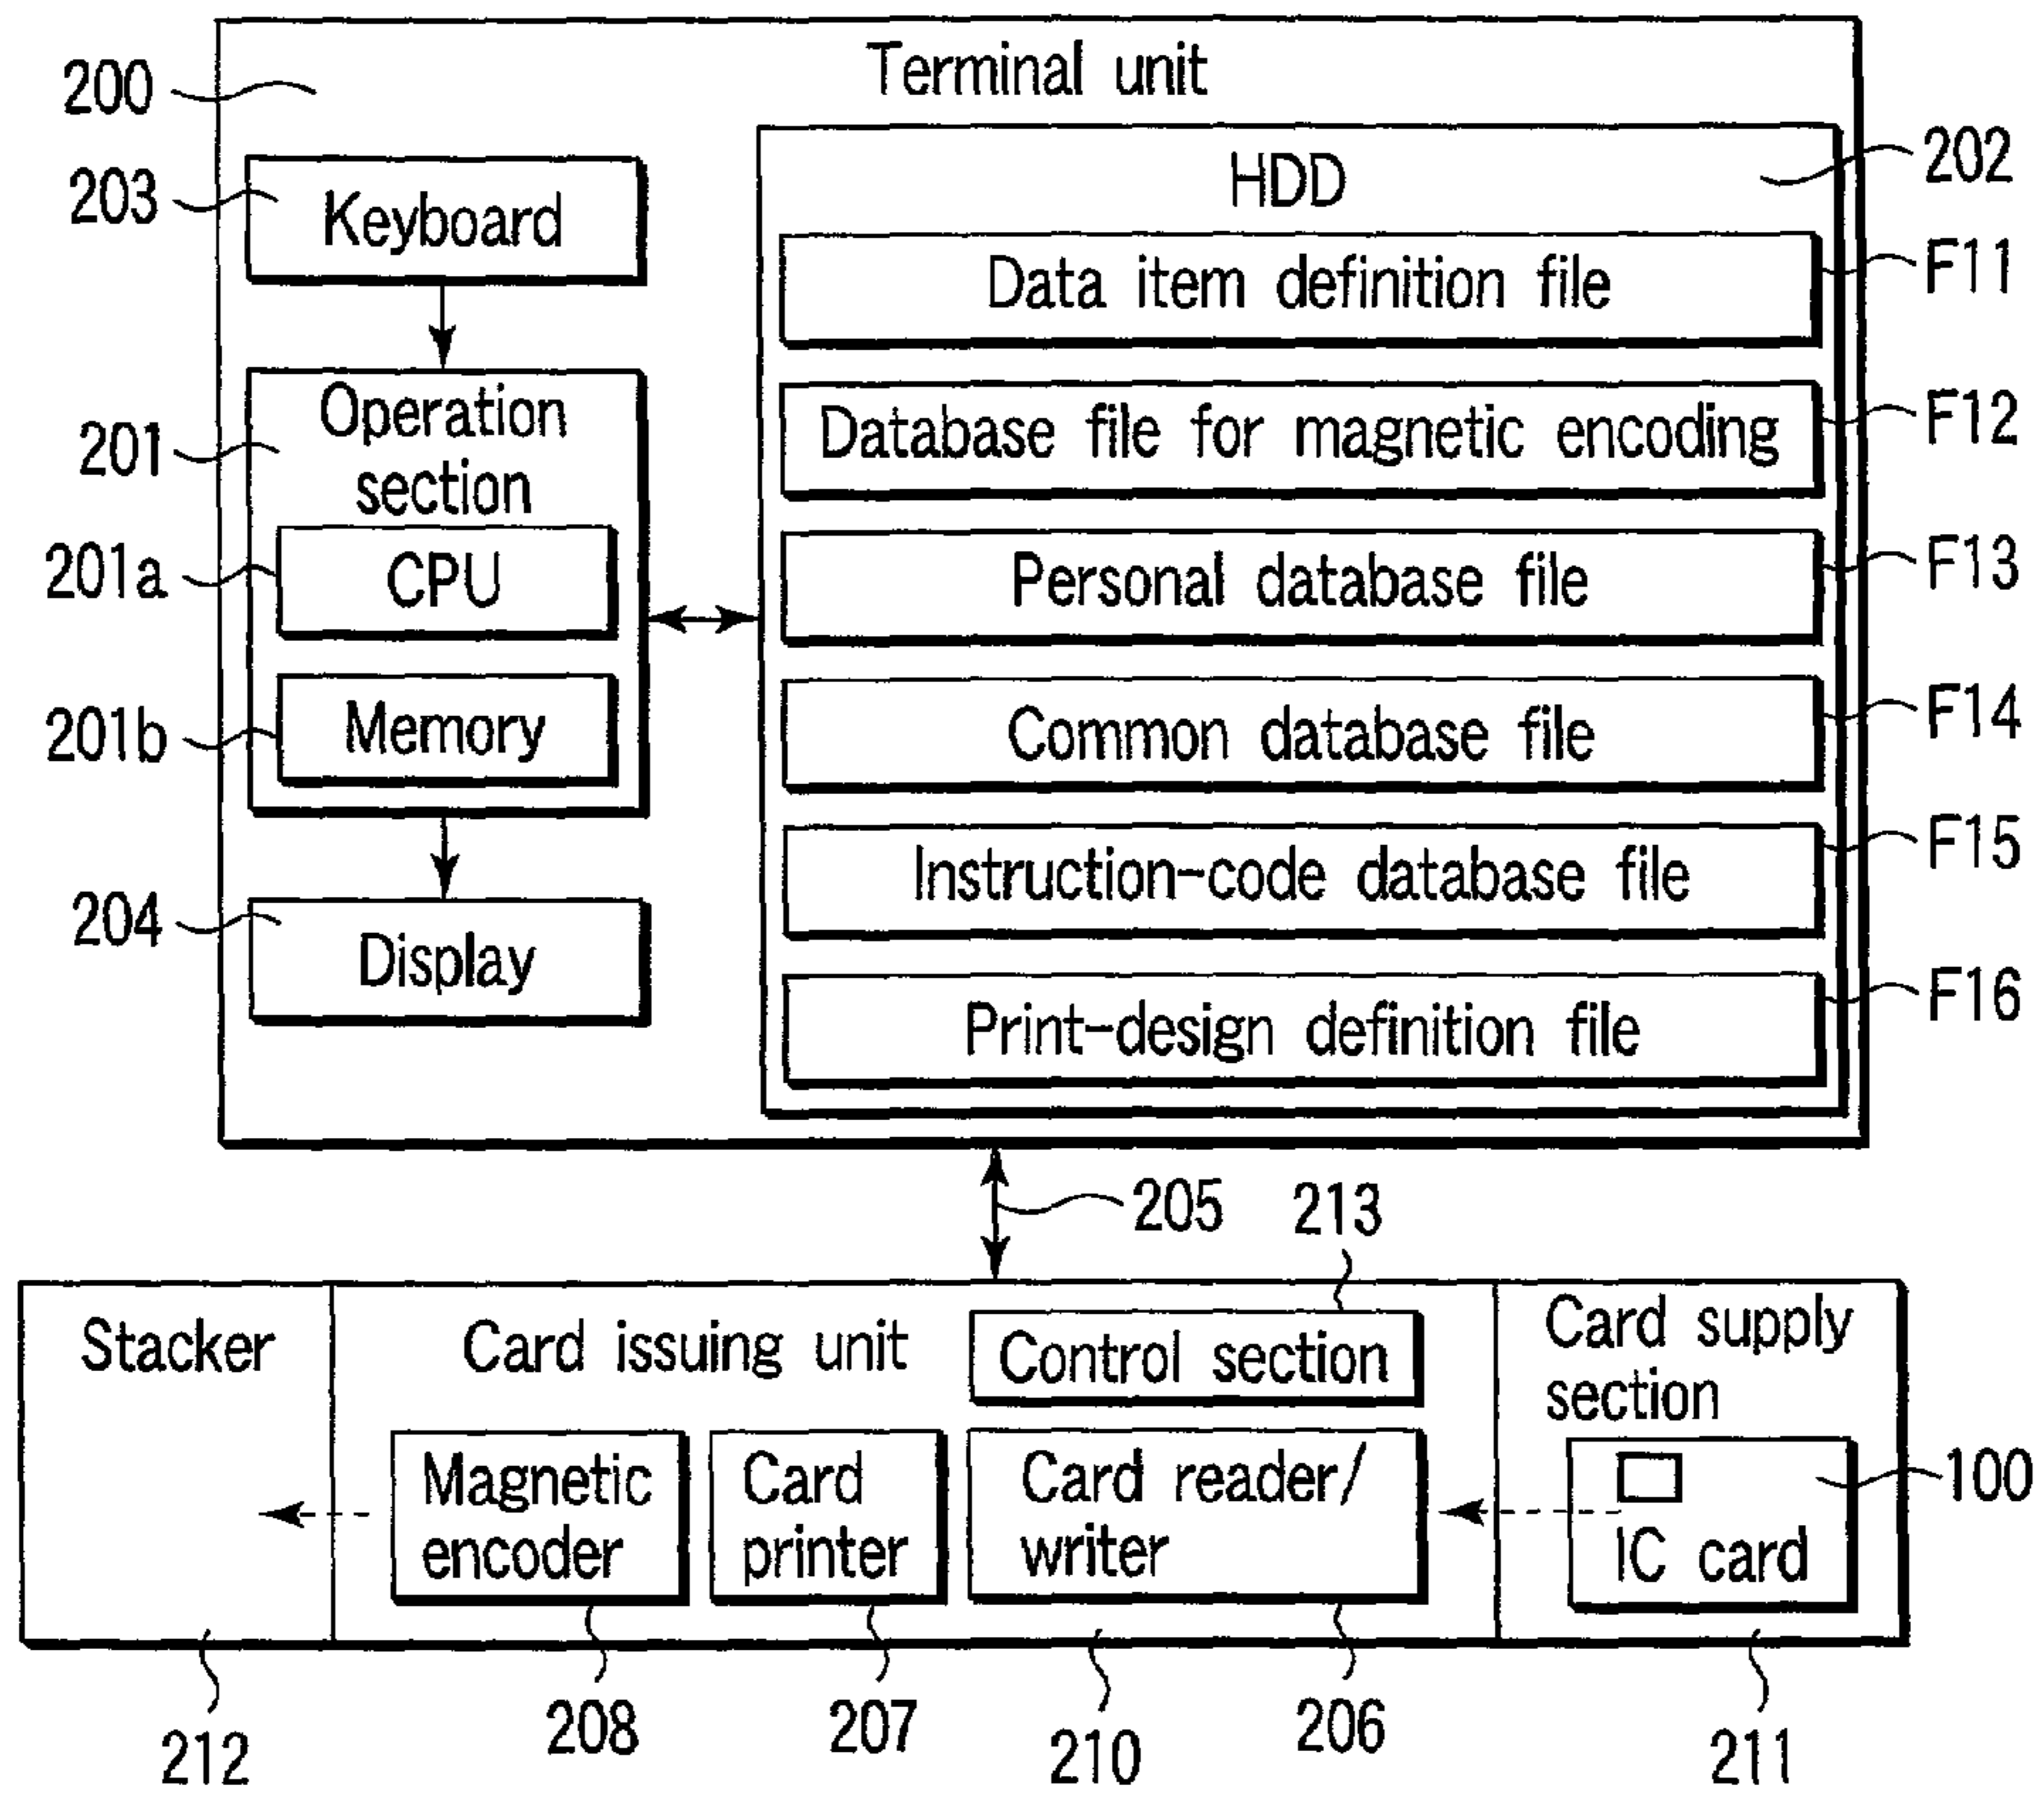 Terminal unit
200
203
Keyboard
201
Operation
section
201a
CPU
201b
Memory
204
Display
HDD
202
Data item definition file
F11
Database file for magnetic encoding
F12
Personal database file
F13
Common database file
F14
Instruction-code database file
F15
Print-design definition file
F16
205
213
Stacker
Card issuing unit
Control section
Card supply
section
Magnetic
encoder
Card
printer
Card reader/
writer
IC card
100
212
208
207
210
206
211